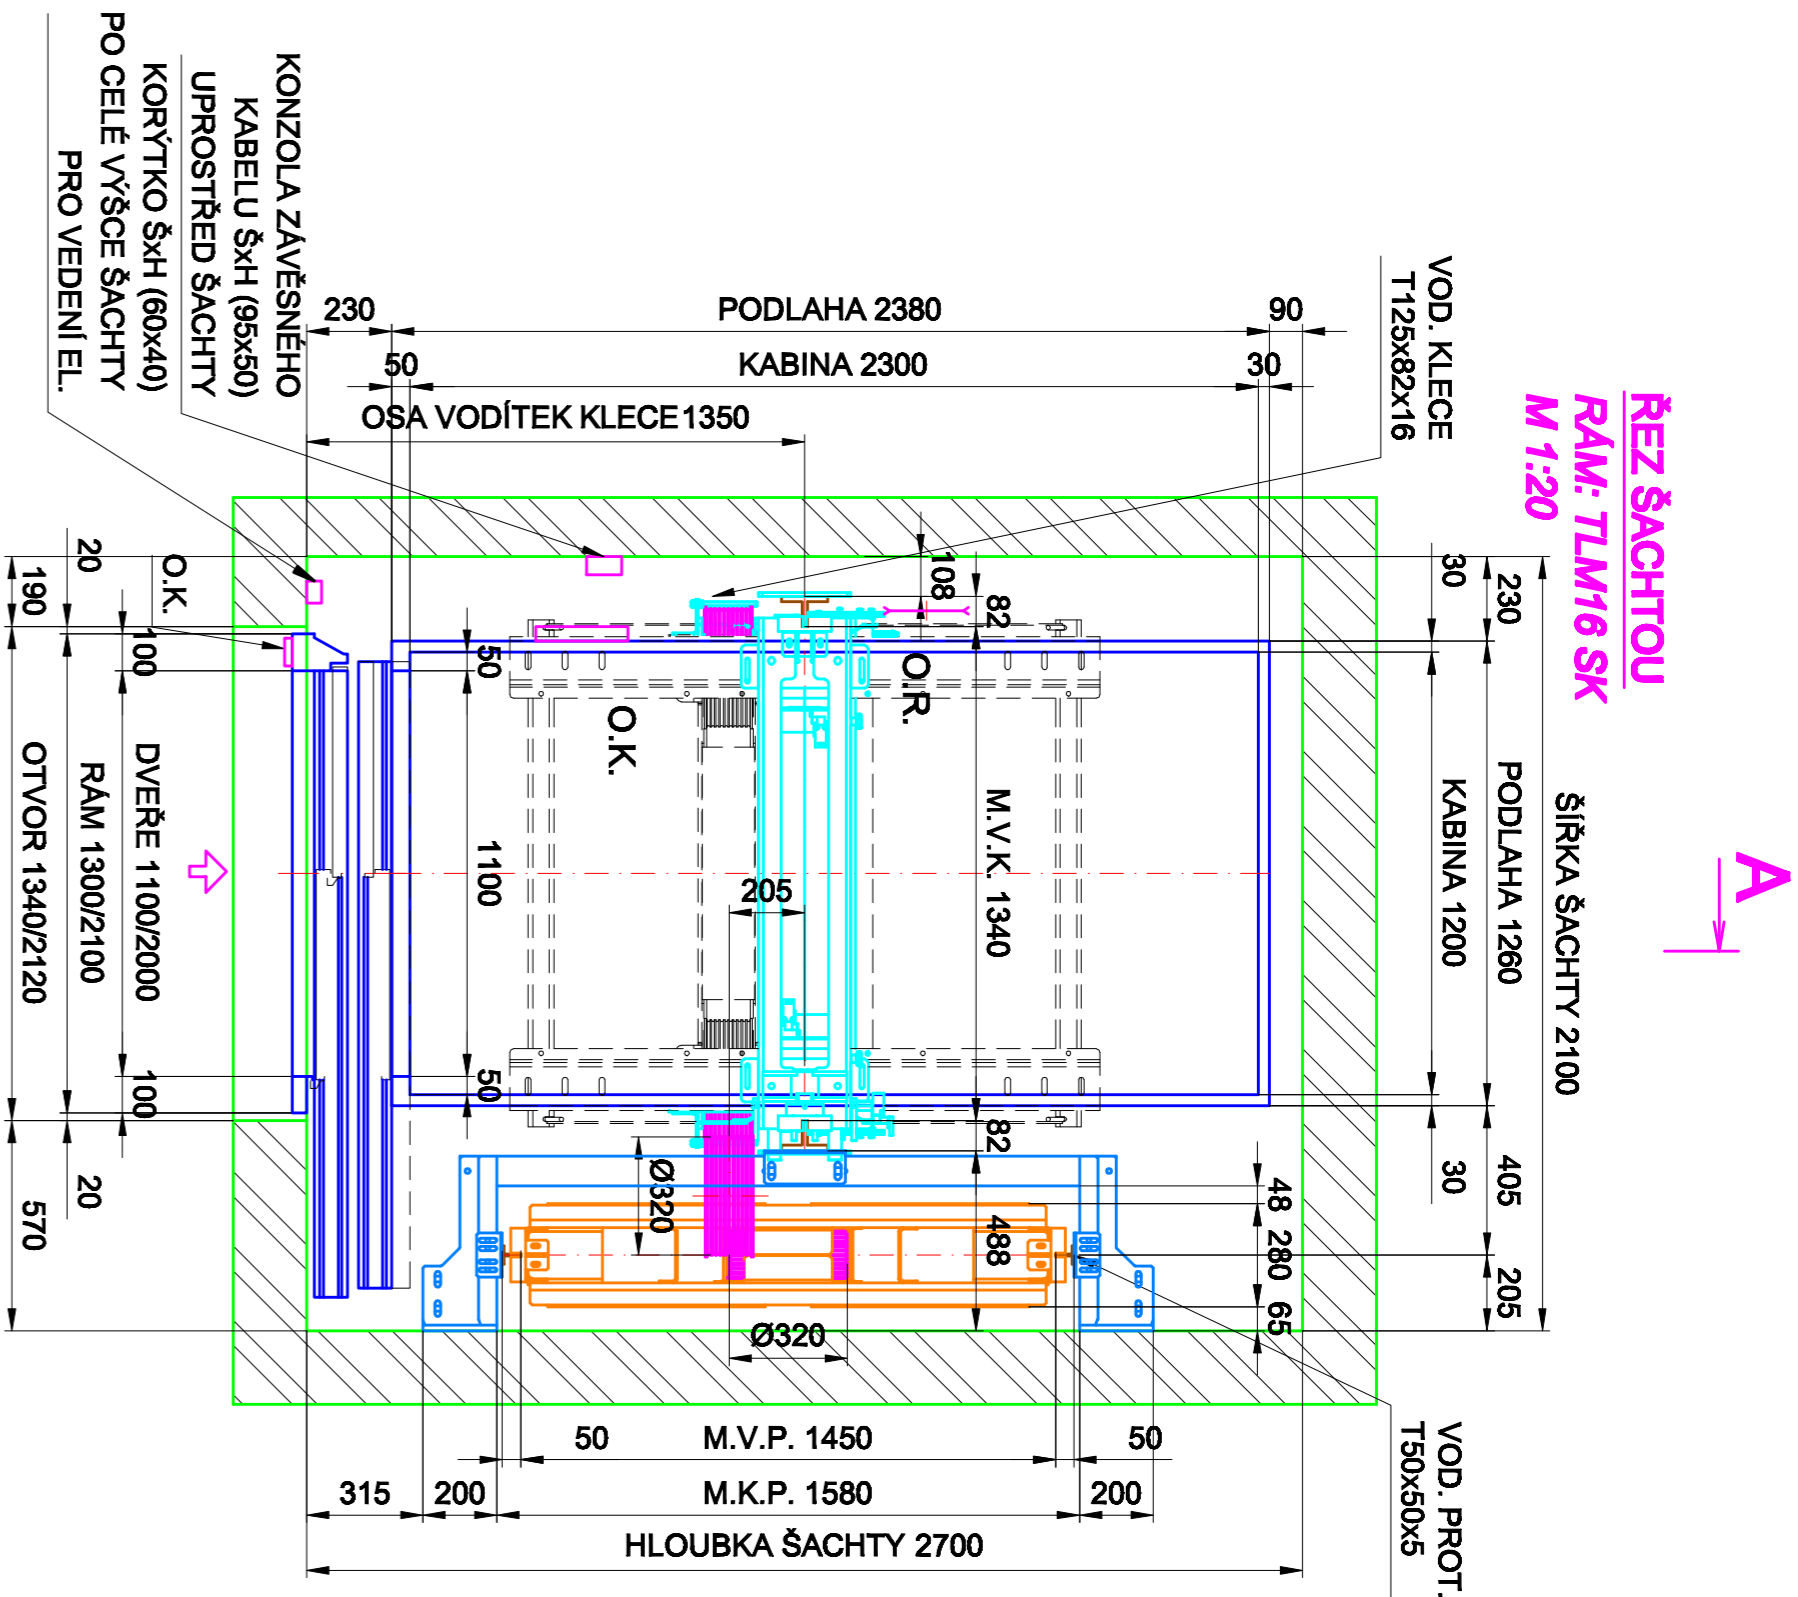 KONZOLA ZÁVĚSNÉHO
KABELU ŠxH (95x50)
UPROSTŘED ŠACHTY
KORÝTKO ŠxH (60x40)
PO CELÉ VÝŠCE ŠACHTY
PRO VEDENÍ EL.
230
PODLAHA 2380
90
50
KABINA 2300
30
OSA VODÍTEK KLECE 1350
VOD. KLECE
T125x82x16
ŘEZ ŠACHTOU
RÁM: TLM16 SK
M 1:20
A
ŠÍŘKA ŠACHTY 2100
230
PODLAHA 1260
405
205
30
KABINA 1200
30
108
82
M.V.K. 1340
82
488
O.R.
O.K.
205
50
1100
50
48
280
65
Ø320
Ø320
O.K.
100
DVEŘE 1100/2000
100
20
RÁM 1300/2100
20
190
OTVOR 1340/2120
570
50
M.V.P. 1450
50
315
200
M.K.P. 1580
200
HLOUBKA ŠACHTY 2700
VOD. PROT.
T50x50x5